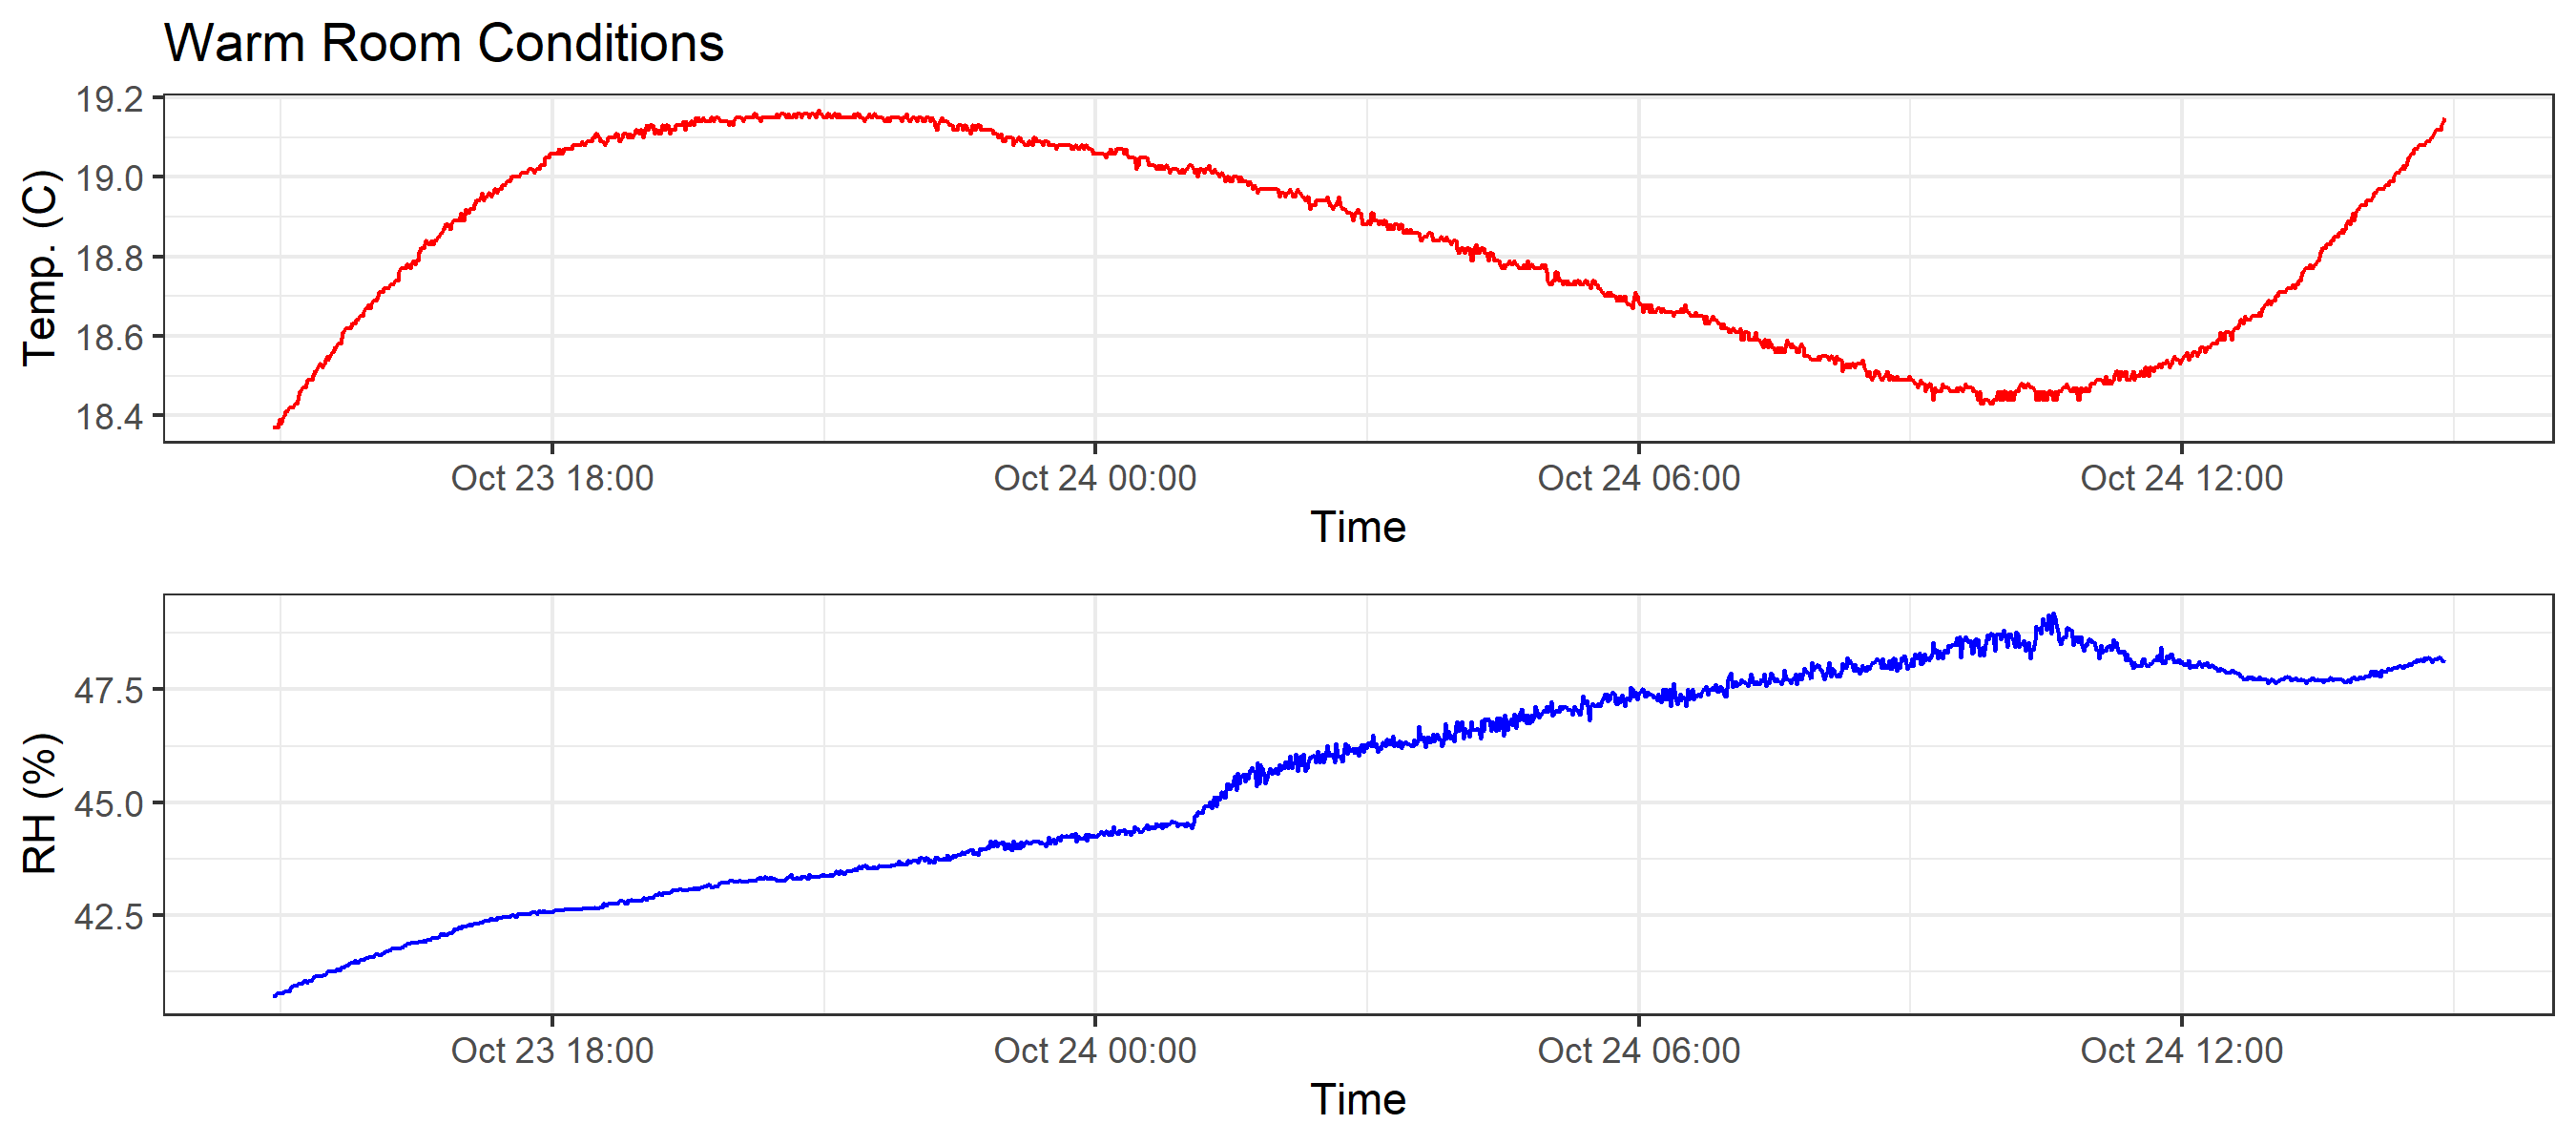 Warm Room Conditions
Temp. (C)
19.2
19.0
18.8
18.6
18.4
Oct 23 18:00 Oct 24 00:00 Oct 24 06:00 Oct 24 12:00
Time
RH (%)
47.5
45.0
42.5
Oct 23 18:00 Oct 24 00:00 Oct 24 06:00 Oct 24 12:00
Time